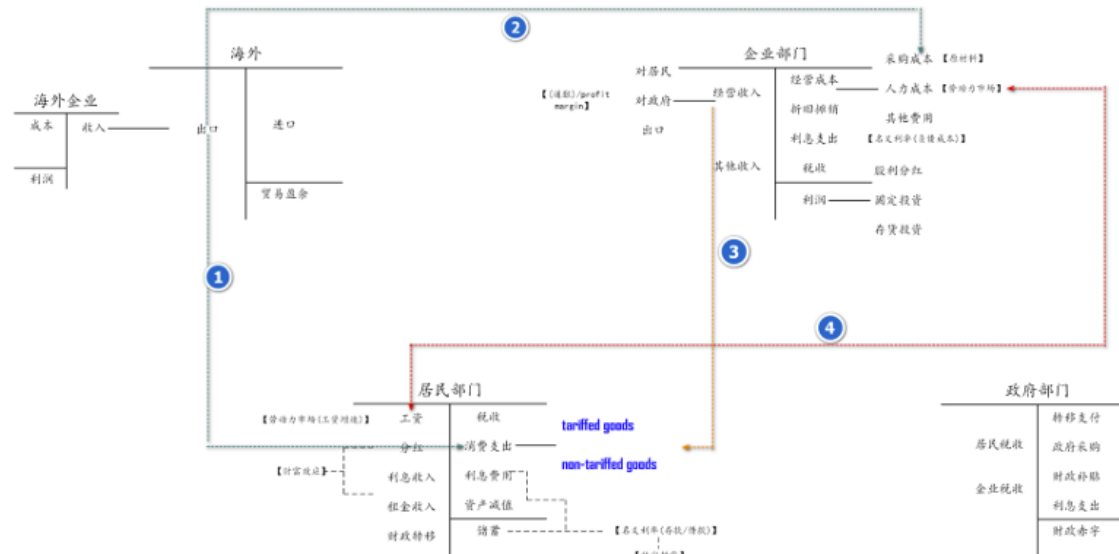 2
海外
企业部门
采购成本 【原材料】
对居民
经营成本
海外企业
【(通胀)/profit margin】
对政府
经营收入
人力成本 【劳动力市场】
成本
收入
出口
进口
出口
折旧摊销
其他费用
利息支出
【名义利率(负债成本)】
其他收入
税收
股利分红
利润
贸易盈余
利润
固定投资
存货投资
3
1
4
居民部门
政府部门
【劳动力市场(工资增速)】
工资
税收
转移支付
tariffed goods
分红
消费支出
居民税收
政府采购
non-tariffed goods
【财富效应】
利息收入
利息费用
财政补贴
企业税收
租金收入
资产减值
利息支出
财政转移
储蓄
【名义利率(存款/借款)】
财政赤字